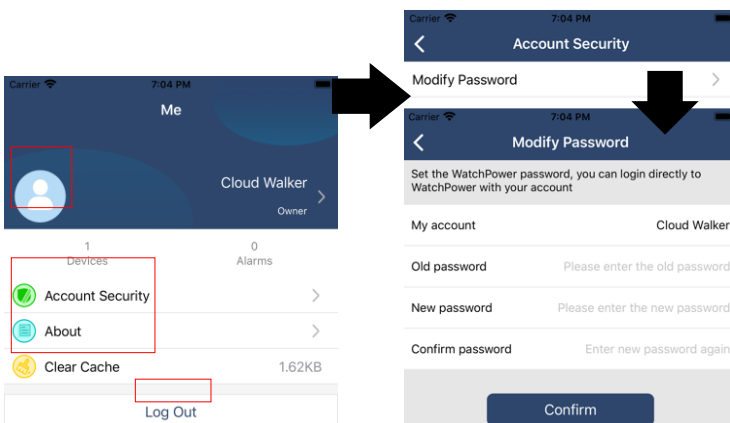 Carrier 7:04 PM
Me
Cloud Walker
Owner
1 0
Devices Alarms
Account Security
About
Clear Cache 1.62KB
Log Out
Carrier 7:04 PM
Account Security
Modify Password
Carrier 7:04 PM
Modify Password
Set the WatchPower password, you can login directly to
WatchPower with your account
My account Cloud Walker
Old password Please enter the old password
New password Please enter the new password
Confirm password Enter new password again
Confirm